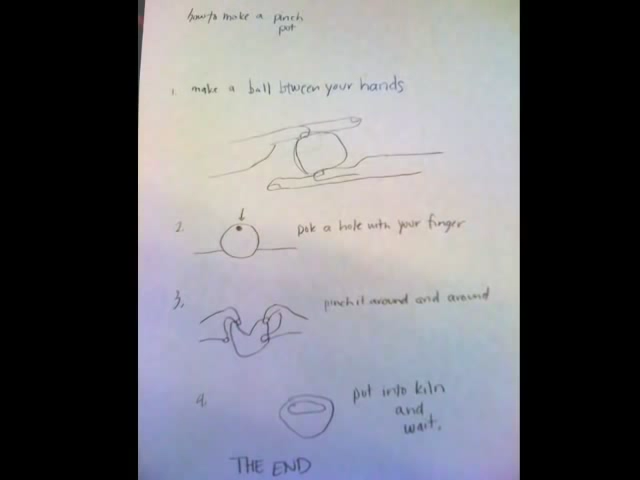 how to make a pinch
pot
1. make a ball btween your hands
2. pok a hole with your finger
3. pinch it around and around
4. put into kiln
and
wait.
THE END